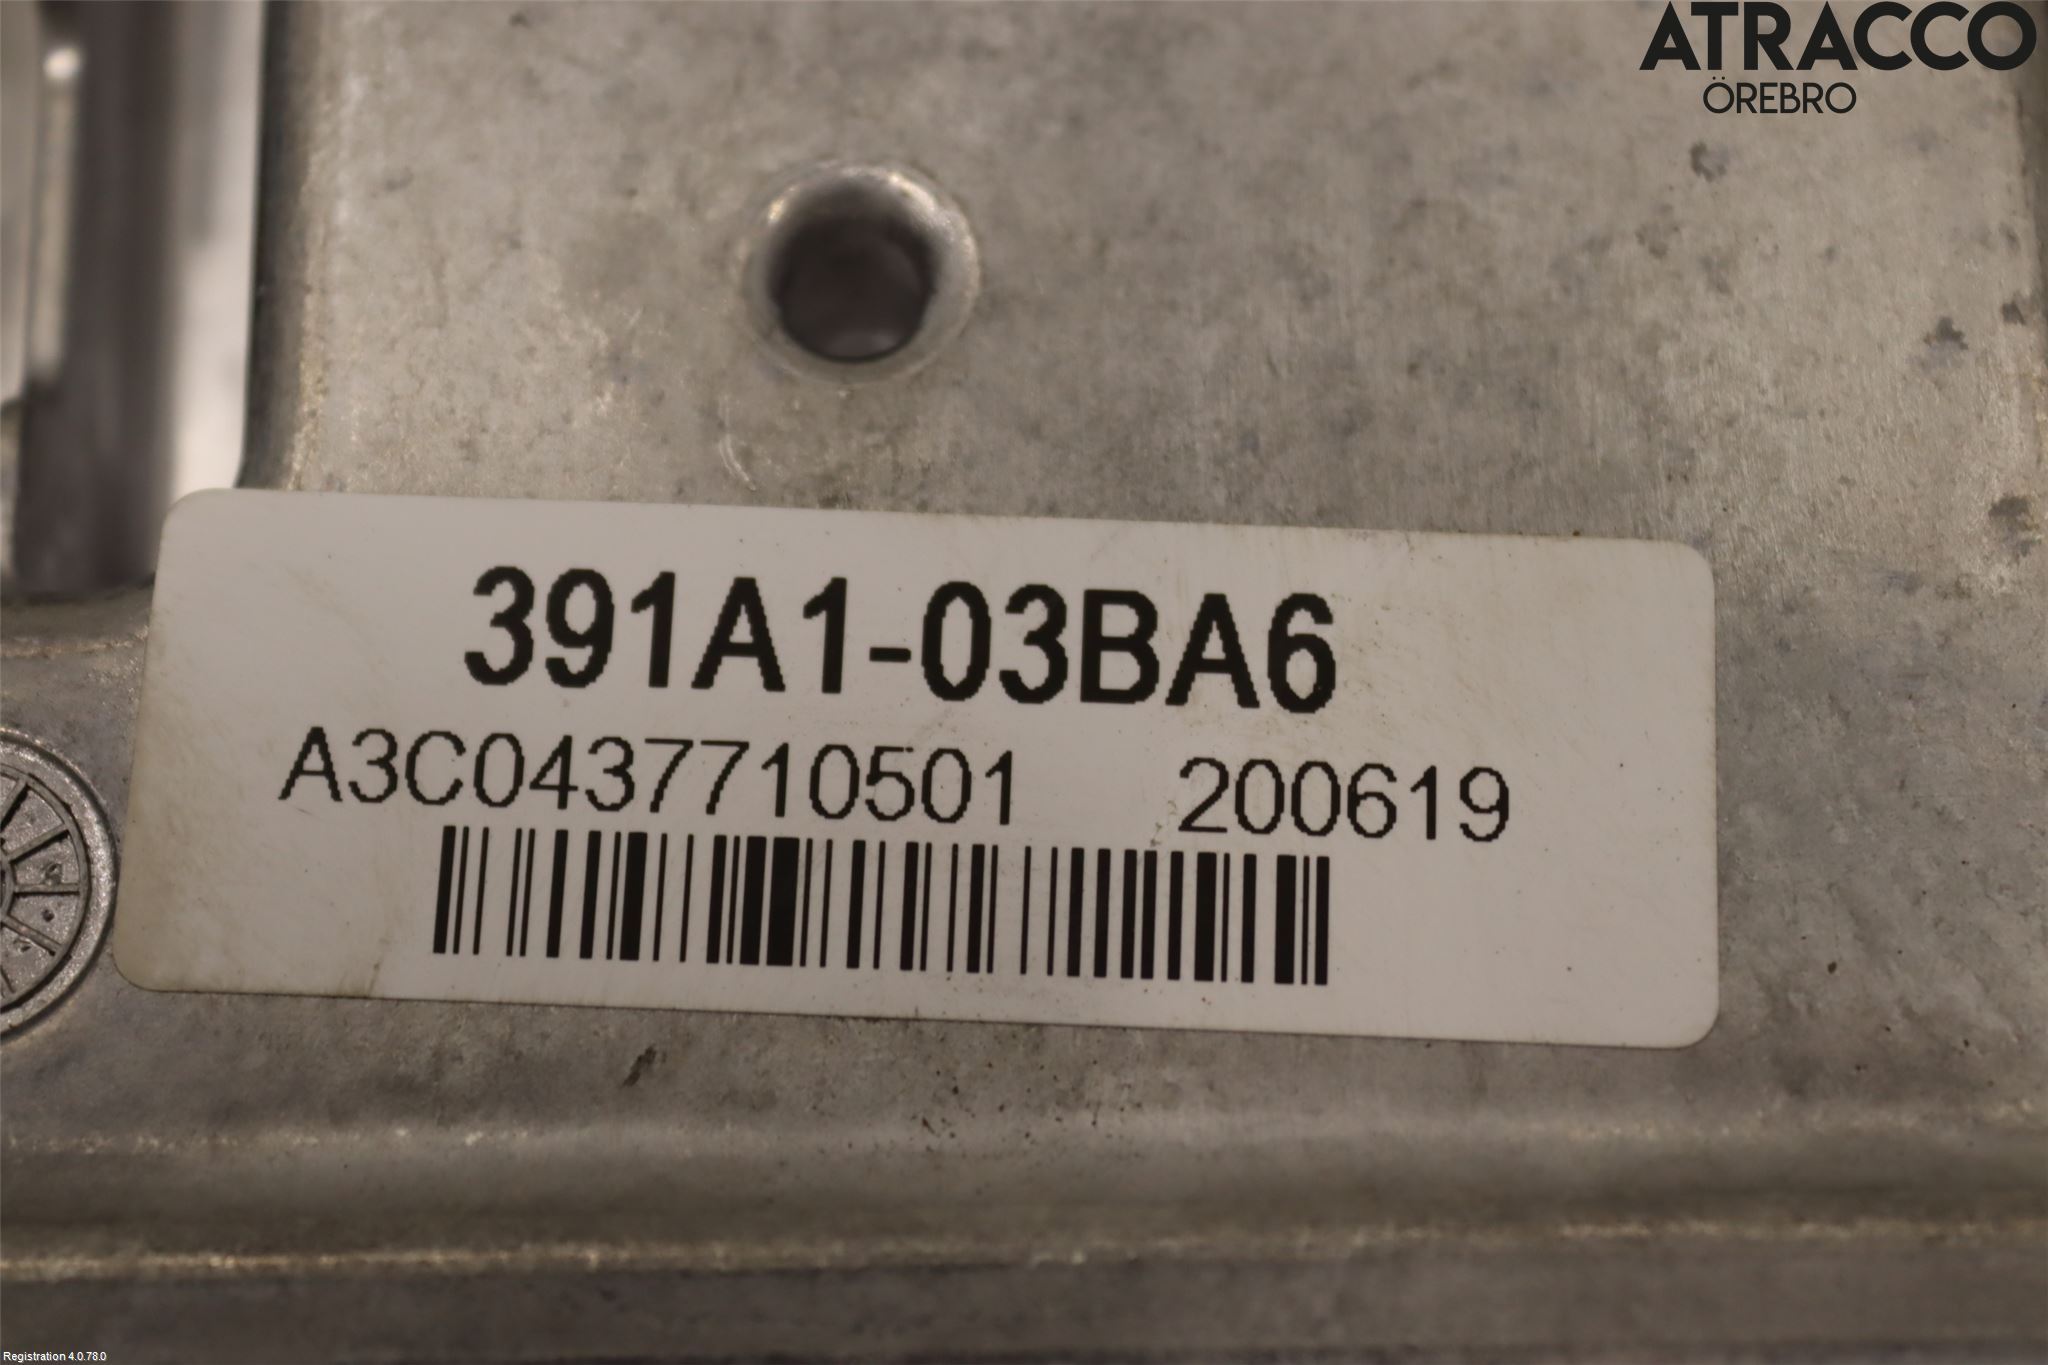 ATRACCO
ÖREBRO
391A1-03BA6
A3C0437710501 200619
Registration 4.0.78.0